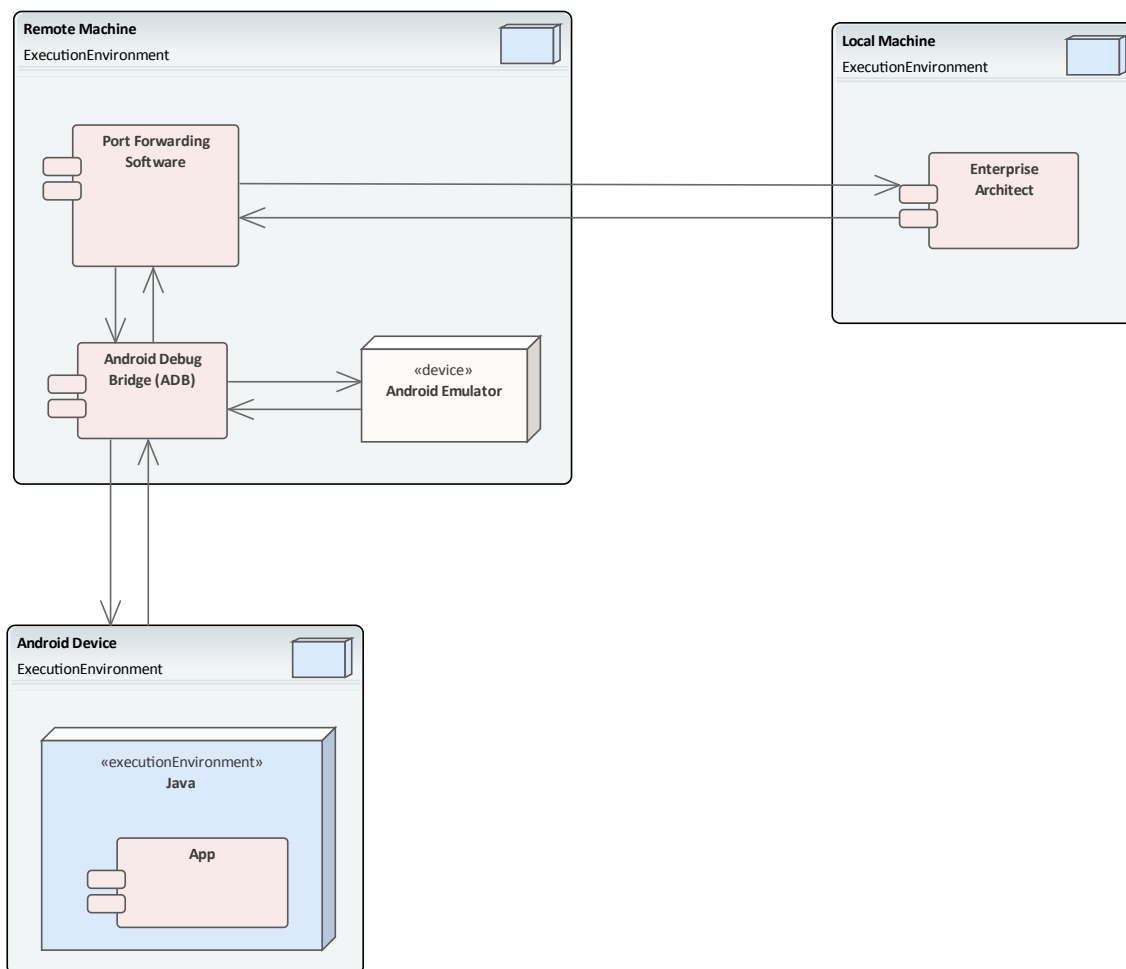 Remote Machine
ExecutionEnvironment
Port Forwarding
Software
Android Debug
Bridge (ADB)
«device»
Android Emulator
Local Machine
ExecutionEnvironment
Enterprise
Architect
Android Device
ExecutionEnvironment
«executionEnvironment»
Java
App